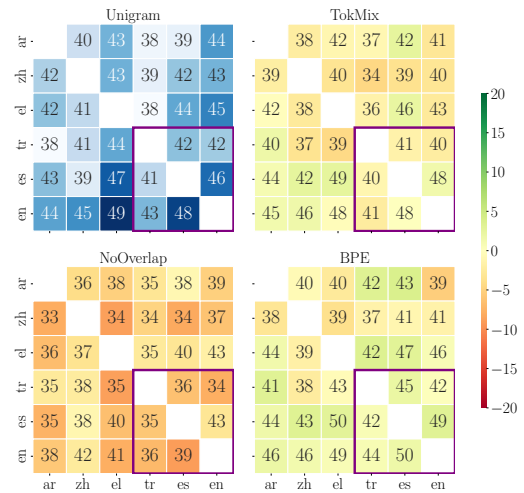 Unigram TokMix
ar 40 43 38 39 44 38 42 37 42 41
zh 42 43 39 42 43 39 40 34 39 40
el 42 41 38 44 45 42 38 36 46 43
tr 38 41 44 42 42 40 37 39 41 40
es 43 39 47 41 46 44 42 49 40 48
en 44 45 49 43 48 45 46 48 41 48
NoOverlap BPE
ar 36 38 35 38 39 40 40 42 43 39
zh 33 34 34 34 37 38 39 37 41 41
el 36 37 35 40 43 44 39 42 47 46
tr 35 38 35 36 34 41 38 43 45 42
es 35 38 40 35 43 44 43 50 42 49
en 38 42 41 36 39 46 46 49 44 50
ar zh el tr es en ar zh el tr es en
20
15
10
5
0
−5
−10
−15
−20